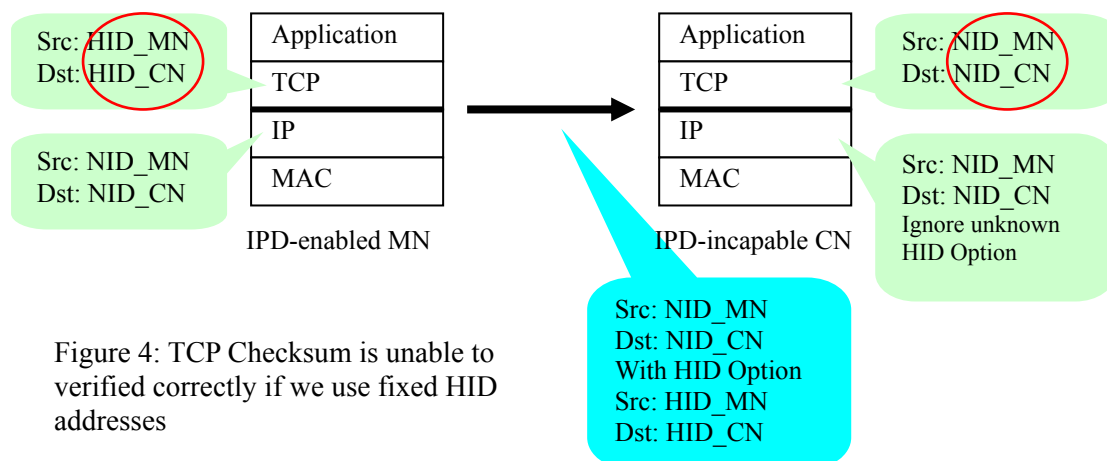 Src: HID_MN
Dst: HID_CN
Src: NID_MN
Dst: NID_CN
Application
TCP
IP
MAC
IPD-enabled MN
Application
TCP
IP
MAC
IPD-incapable CN
Src: NID_MN
Dst: NID_CN
Src: NID_MN
Dst: NID_CN
Ignore unknown
HID Option
Src: NID_MN
Dst: NID_CN
With HID Option
Src: HID_MN
Dst: HID_CN
Figure 4: TCP Checksum is unable to
verified correctly if we use fixed HID
addresses